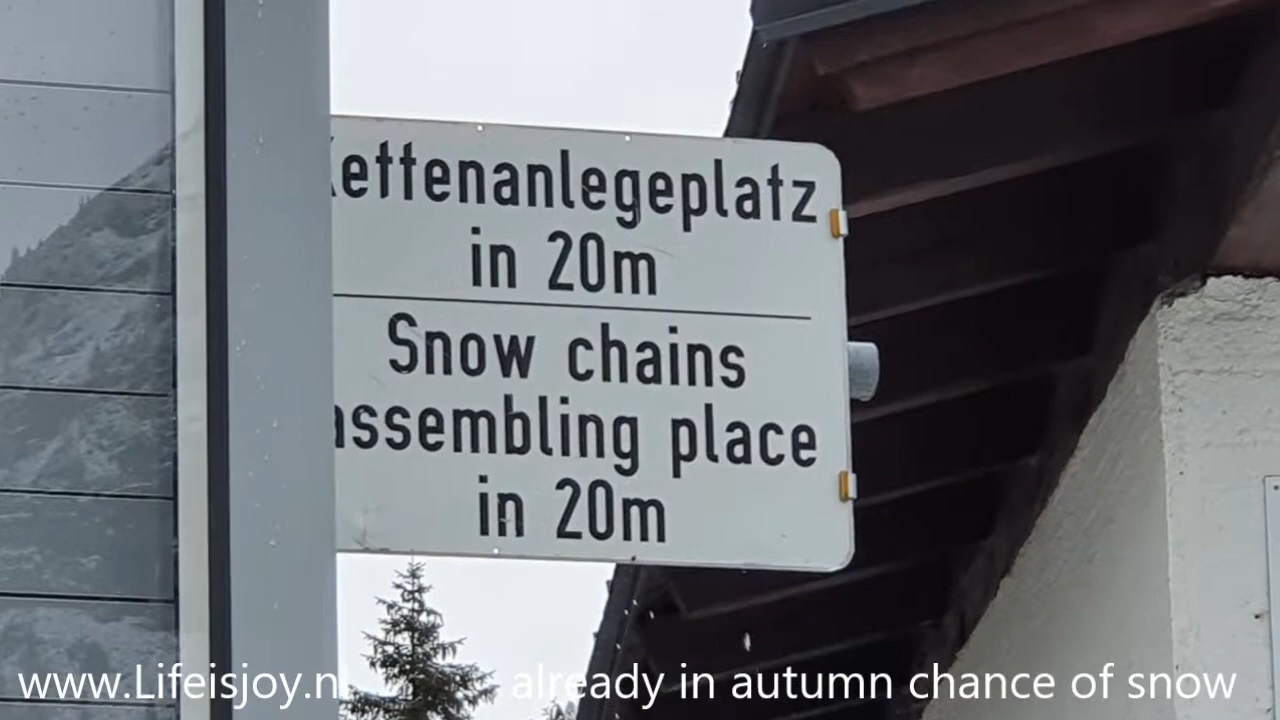 Kettenanlegeplatz
in 20m
Snow chains
assembling place
in 20m
www.Lifeisjoy.nl already in autumn chance of snow